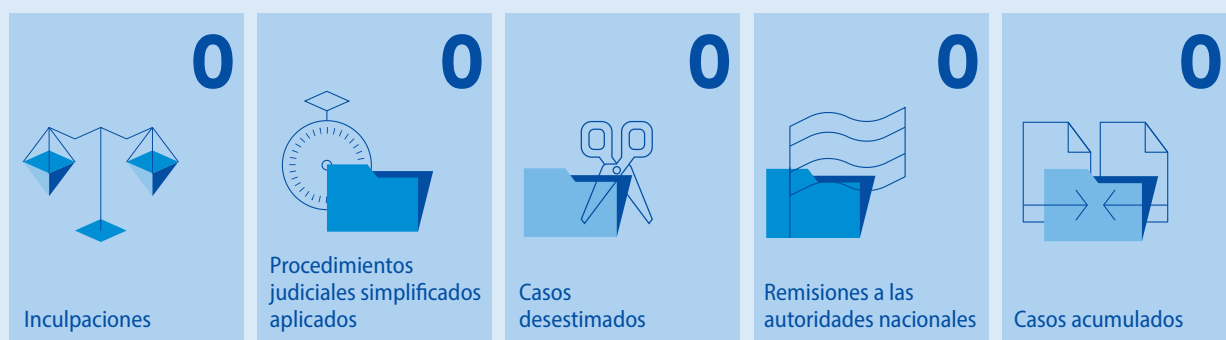 0
Inculpaciones
0
Procedimientos
judiciales simplificados
aplicados
0
Casos
desestimados
0
Remisiones a las
autoridades nacionales
0
Casos acumulados